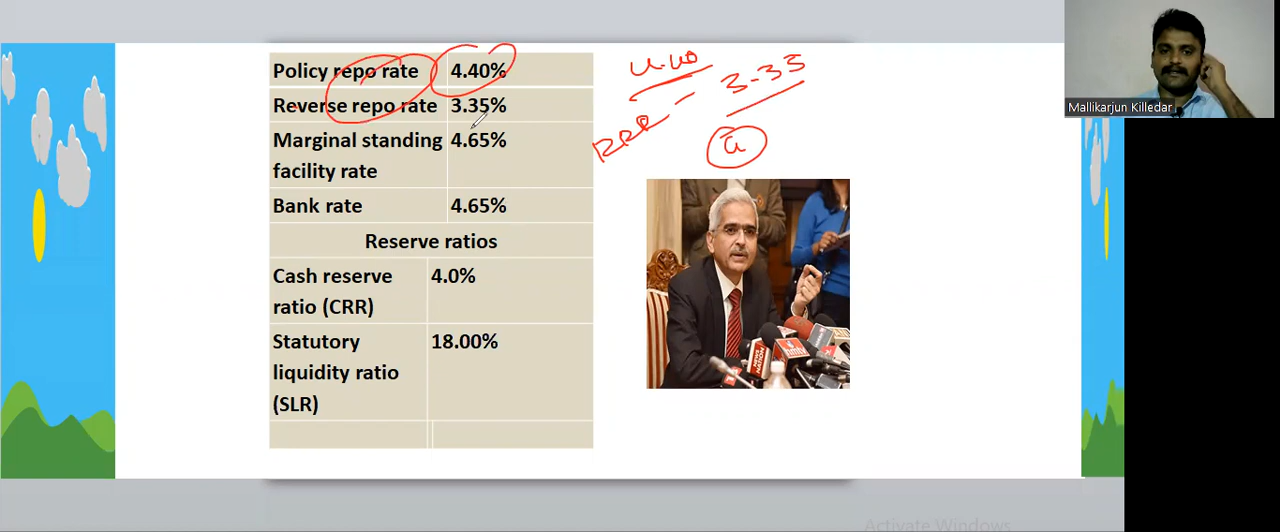 Policy repo rate 4.40%
Reverse repo rate 3.35%
Marginal standing facility rate 4.65%
Bank rate 4.65%
Reserve ratios
Cash reserve ratio (CRR) 4.0%
Statutory liquidity ratio (SLR) 18.00%
4.40
3.35
RRR
Mallikarjun Killedar
Activate Windows